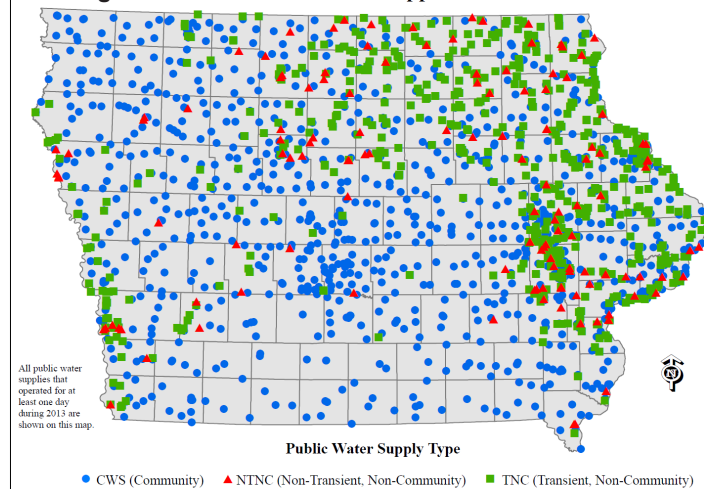 All public water
supplies that
operated for at
least one day
during 2013 are
shown on this map.
N
Public Water Supply Type
CWS (Community)
NTNC (Non-Transient, Non-Community)
TNC (Transient, Non-Community)